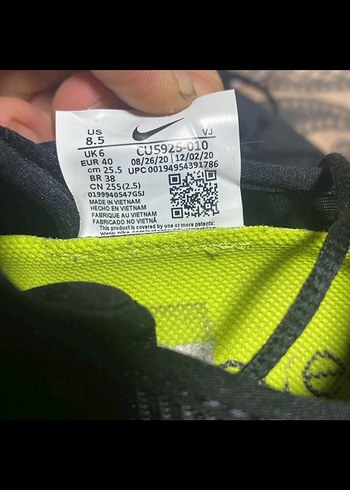 US
8.5
VJ
UK 6
CU5925-010
EUR 40
08/26/20 12/02/20
cm 25.5
UPC 00194954391786
BR 38
CN 255(2.5)
0199940547GSJ
MADE IN VIETNAM
HECHO EN VIETNAM
FABRIQUE AU VIETNAM
FABRICADO NO VIETNÃ
This product is covered by one or more patents.
e